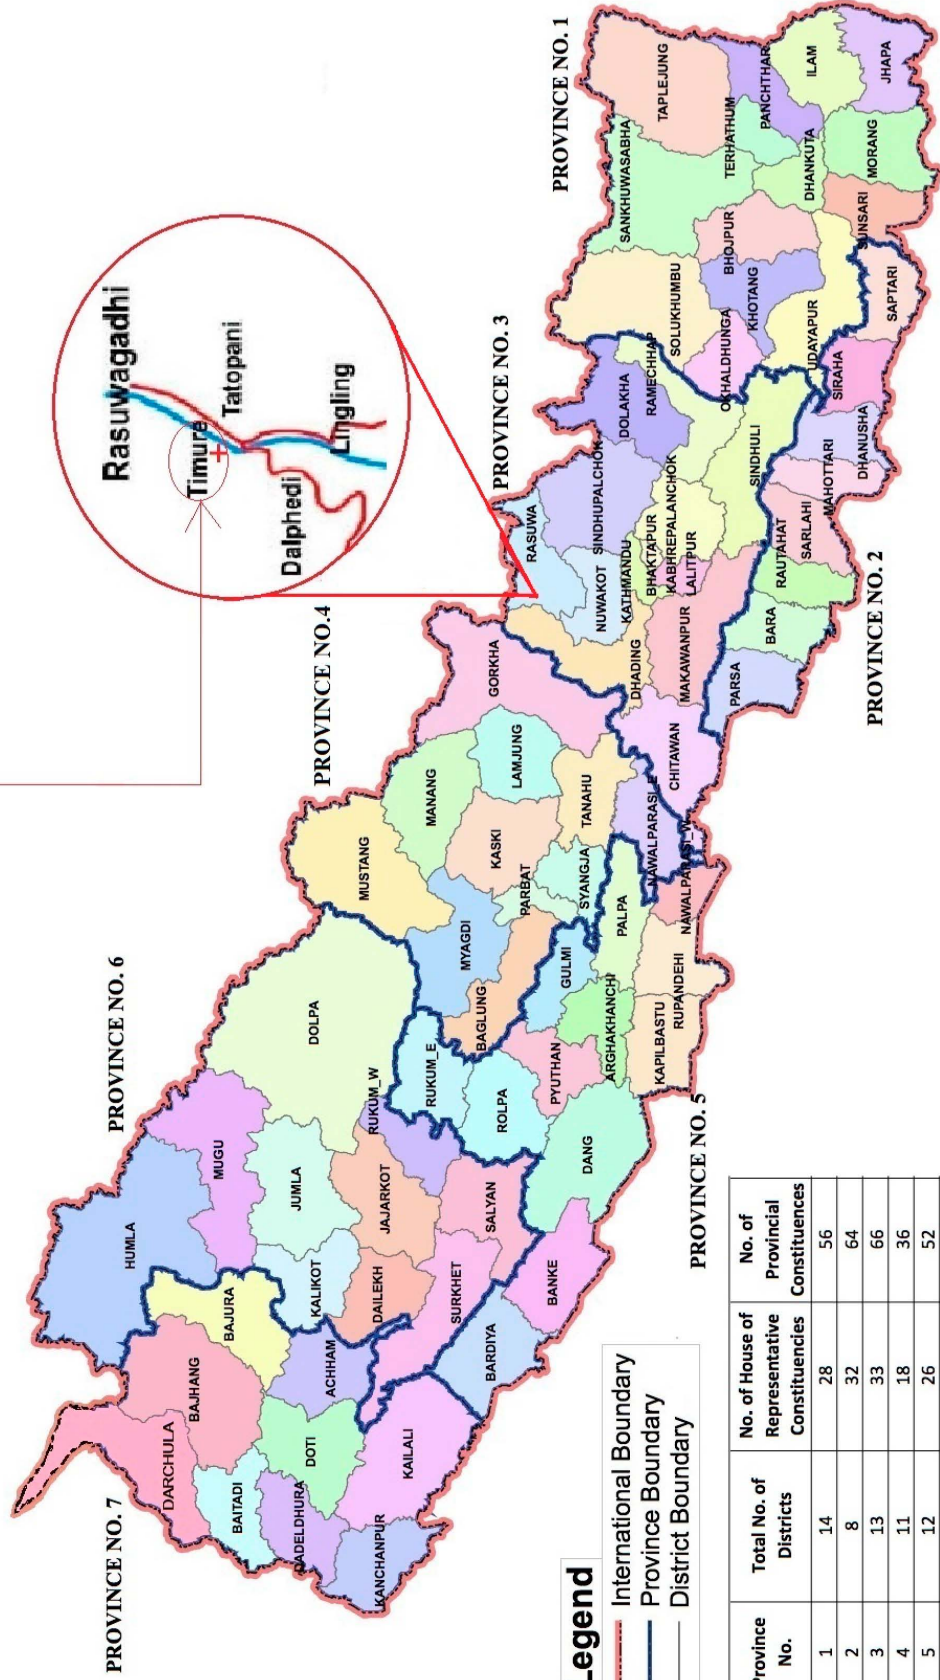 PROVINCE NO. 7
PROVINCE NO. 6
PROVINCE NO.4
PROVINCE NO. 3
PROVINCE NO. 1
PROVINCE NO. 5
PROVINCE NO. 2
Rasuwagadhi
Timure
Tatopani
Dalphedi
Lingling
DARCHULA
BAJHANG
HUMLA
BAITADI
BAJURA
MUGU
DADELDHURA
DOTI
ACHHAM
KALIKOT
JUMLA
DOLPA
MUSTANG
KANCHANPUR
KAILALI
DAILEKH
JAJARKOT
RUKUM_W
RUKUM_E
MANANG
SURKHET
SALYAN
ROLPA
BAGLUNG
MYAGDI
KASKI
LAMJUNG
GORKHA
BARDIYA
BANKE
DANG
PYUTHAN
GULMI
PARBAT
SYANGJA
TANAHU
ARGHAKHANCHI
PALPA
KAPILBASTU
RUPANDEHI
NAWALPARASI_W
NAWALPARASI_E
CHITAWAN
DHADING
RASUWA
NUWAKOT
SINDHUPALCHOK
KATHMANDU
BHAKTAPUR
KABHREPALANCHOK
LALITPUR
MAKAWANPUR
DOLAKHA
RAMECHHAP
SINDHULI
PARSA
BARA
RAUTAHAT
SARLAHI
MAHOTTARI
DHANUSHA
SIRAHA
SAPTARI
SOLUKHUMBU
OKHALDHUNGA
KHOTANG
BHOJPUR
UDAYAPUR
SANKHUWASABHA
TAPLEJUNG
TERHATHUM
PANCHTHAR
DHANKUTA
ILAM
SUNSARI
MORANG
JHAPA
Legend
International Boundary
Province Boundary
District Boundary
Province No. Total No. of Districts No. of House of Representative Constituencies No. of Provincial Constituences
1 14 28 56
2 8 32 64
3 13 33 66
4 11 18 36
5 12 26 52